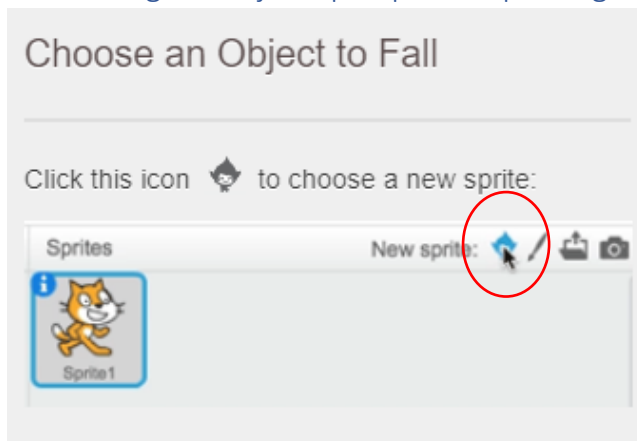 Choose an Object to Fall
Click this icon to choose a new sprite:
Sprites New sprite:
Sprite1